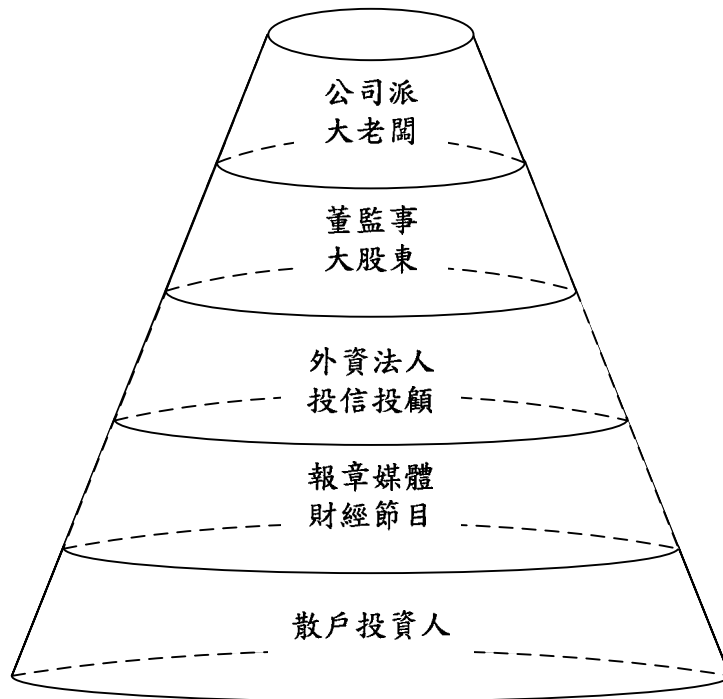 公司派
大老闆
董監事
大股東
外資法人
投信投顧
報章媒體
財經節目
散戶投資人